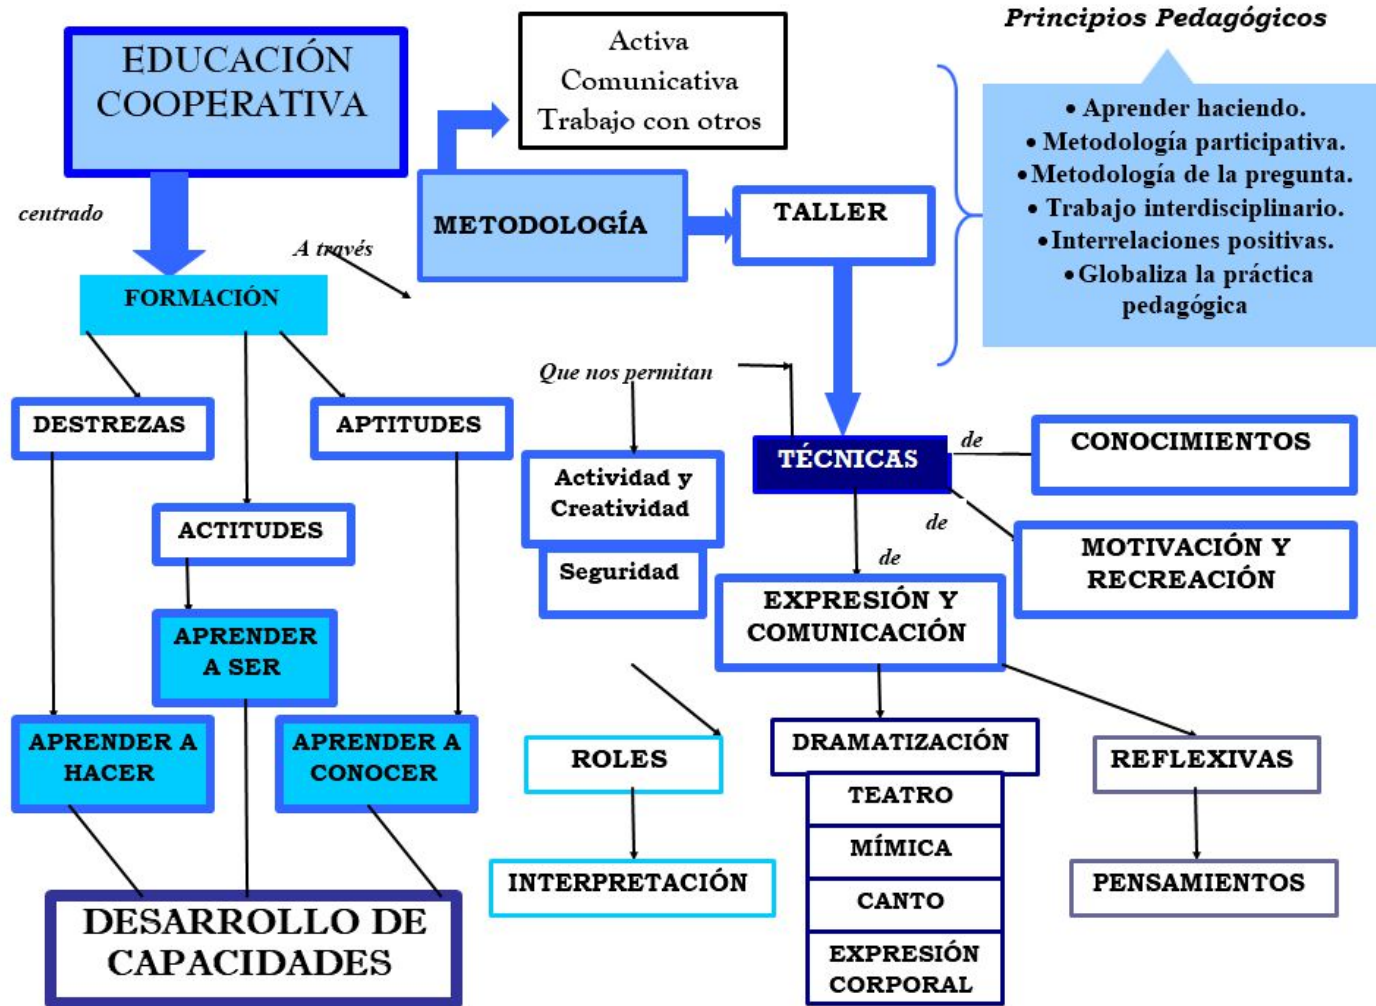 Principios Pedagógicos
EDUCACIÓN
COOPERATIVA
Activa
Comunicativa
Trabajo con otros
• Aprender haciendo.
• Metodología participativa.
• Metodología de la pregunta.
• Trabajo interdisciplinario.
• Interrelaciones positivas.
• Globaliza la práctica
pedagógica
centrado
METODOLOGÍA
TALLER
A través
FORMACIÓN
Que nos permitan
DESTREZAS
APTITUDES
TÉCNICAS
de
CONOCIMIENTOS
Actividad y
Creatividad
ACTITUDES
de
MOTIVACIÓN Y
RECREACIÓN
Seguridad
de
EXPRESIÓN Y
COMUNICACIÓN
APRENDER
A SER
APRENDER A
HACER
APRENDER A
CONOCER
ROLES
DRAMATIZACIÓN
REFLEXIVAS
TEATRO
MÍMICA
INTERPRETACIÓN
PENSAMIENTOS
CANTO
DESARROLLO DE
CAPACIDADES
EXPRESIÓN
CORPORAL